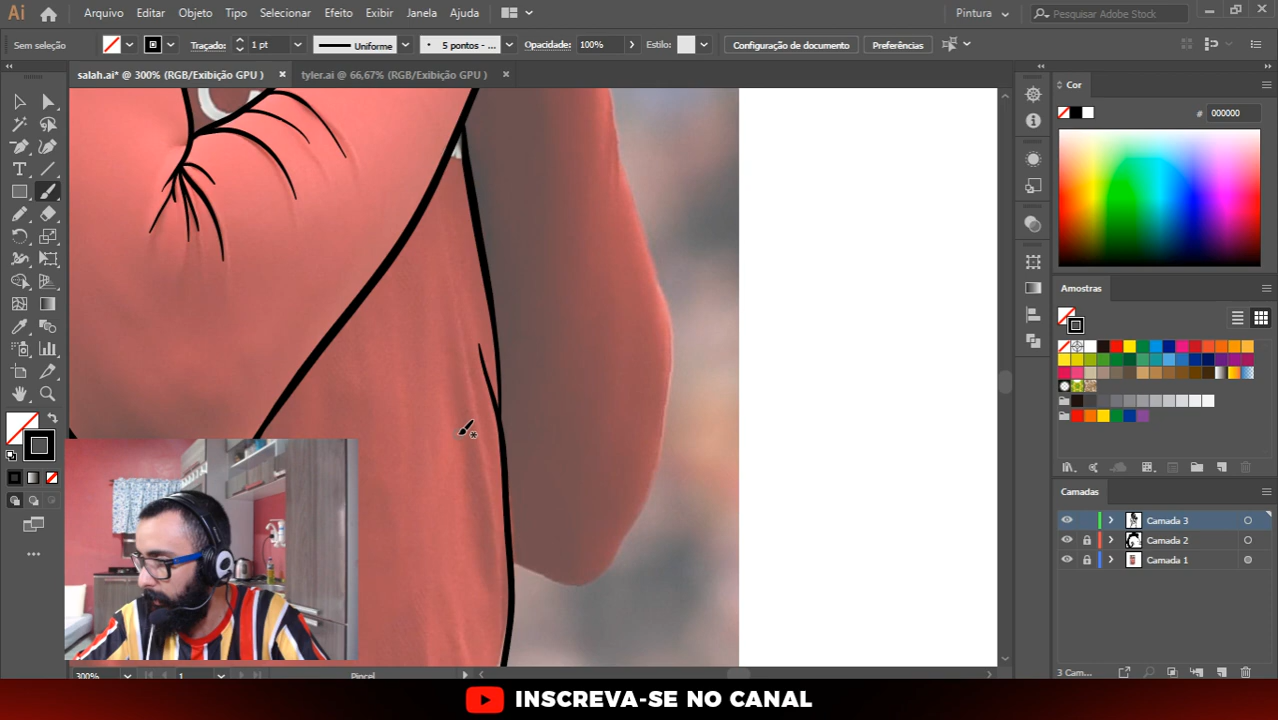 Ai Arquivo Editar Objeto Tipo Selecionar Efeito Exibir Janela Ajuda Pintura Pesquisar Adobe Stock
Sem seleção Traçado: 1 pt Uniforme 5 pontos - ... Opacidade: 100% Estilo: Configuração de documento Preferências
salah.ai* @ 300% (RGB/Exibição GPU ) tyler.ai @ 66,67% (RGB/Exibição GPU )
Cor
# 000000
Amostras
Camadas
Camada 3
Camada 2
Camada 1
300% 1 Pincel 3 Cam...
INSCREVA-SE NO CANAL